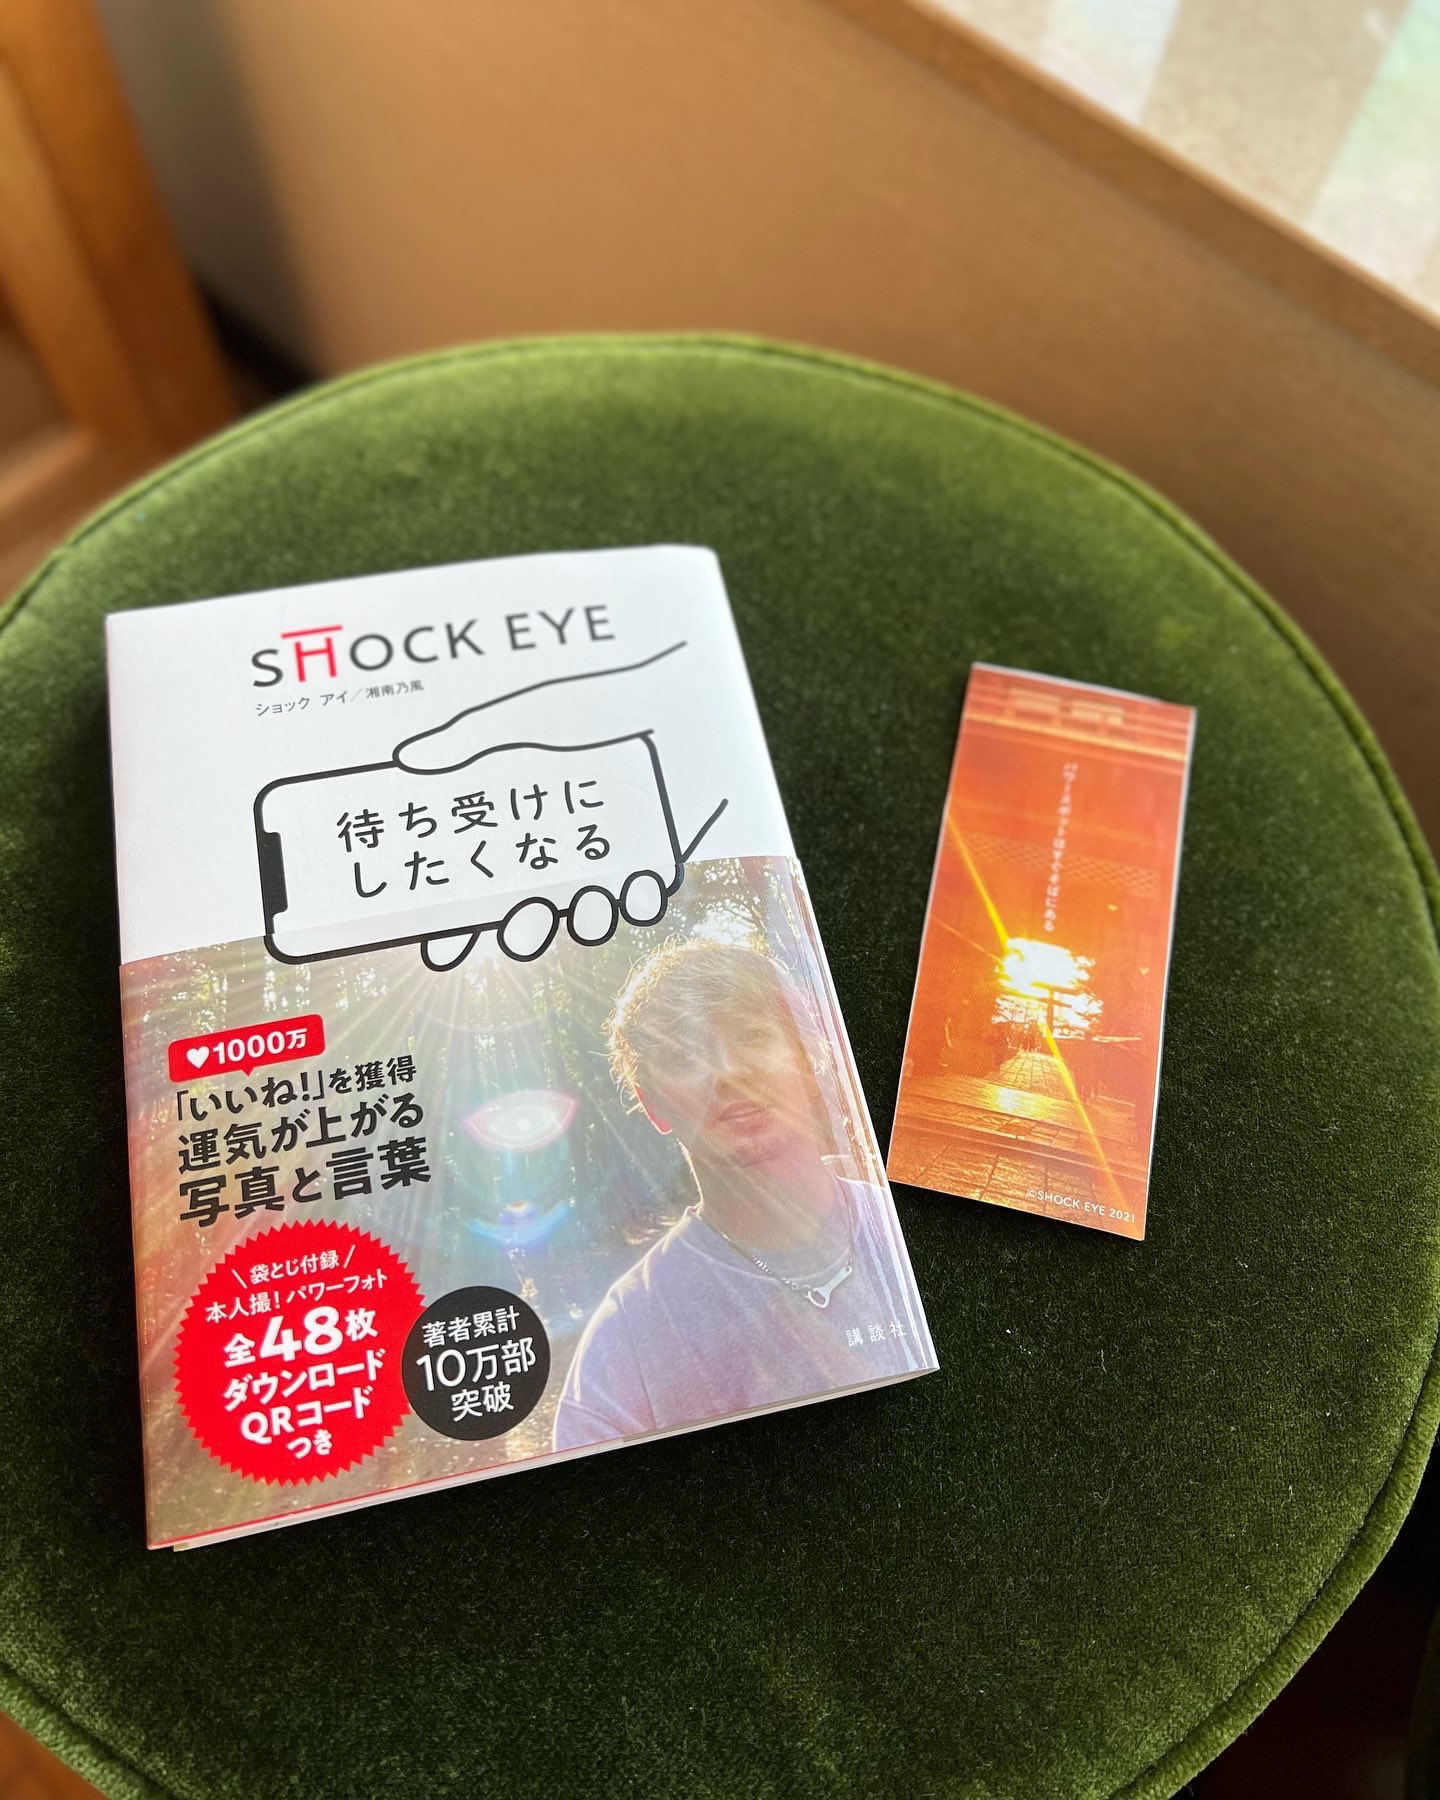 SHOCK EYE
ショック アイ／湘南乃風
待ち受けに
したくなる
♥1000万
「いいね!」を獲得
運気が上がる
写真と言葉
\ 袋とじ付録 /
本人撮! パワーフォト
全48枚
ダウンロード
QRコード
つき
著者累計
10万部
突破
講談社
パワースポットはすぐそばにある
©SHOCK EYE 2021